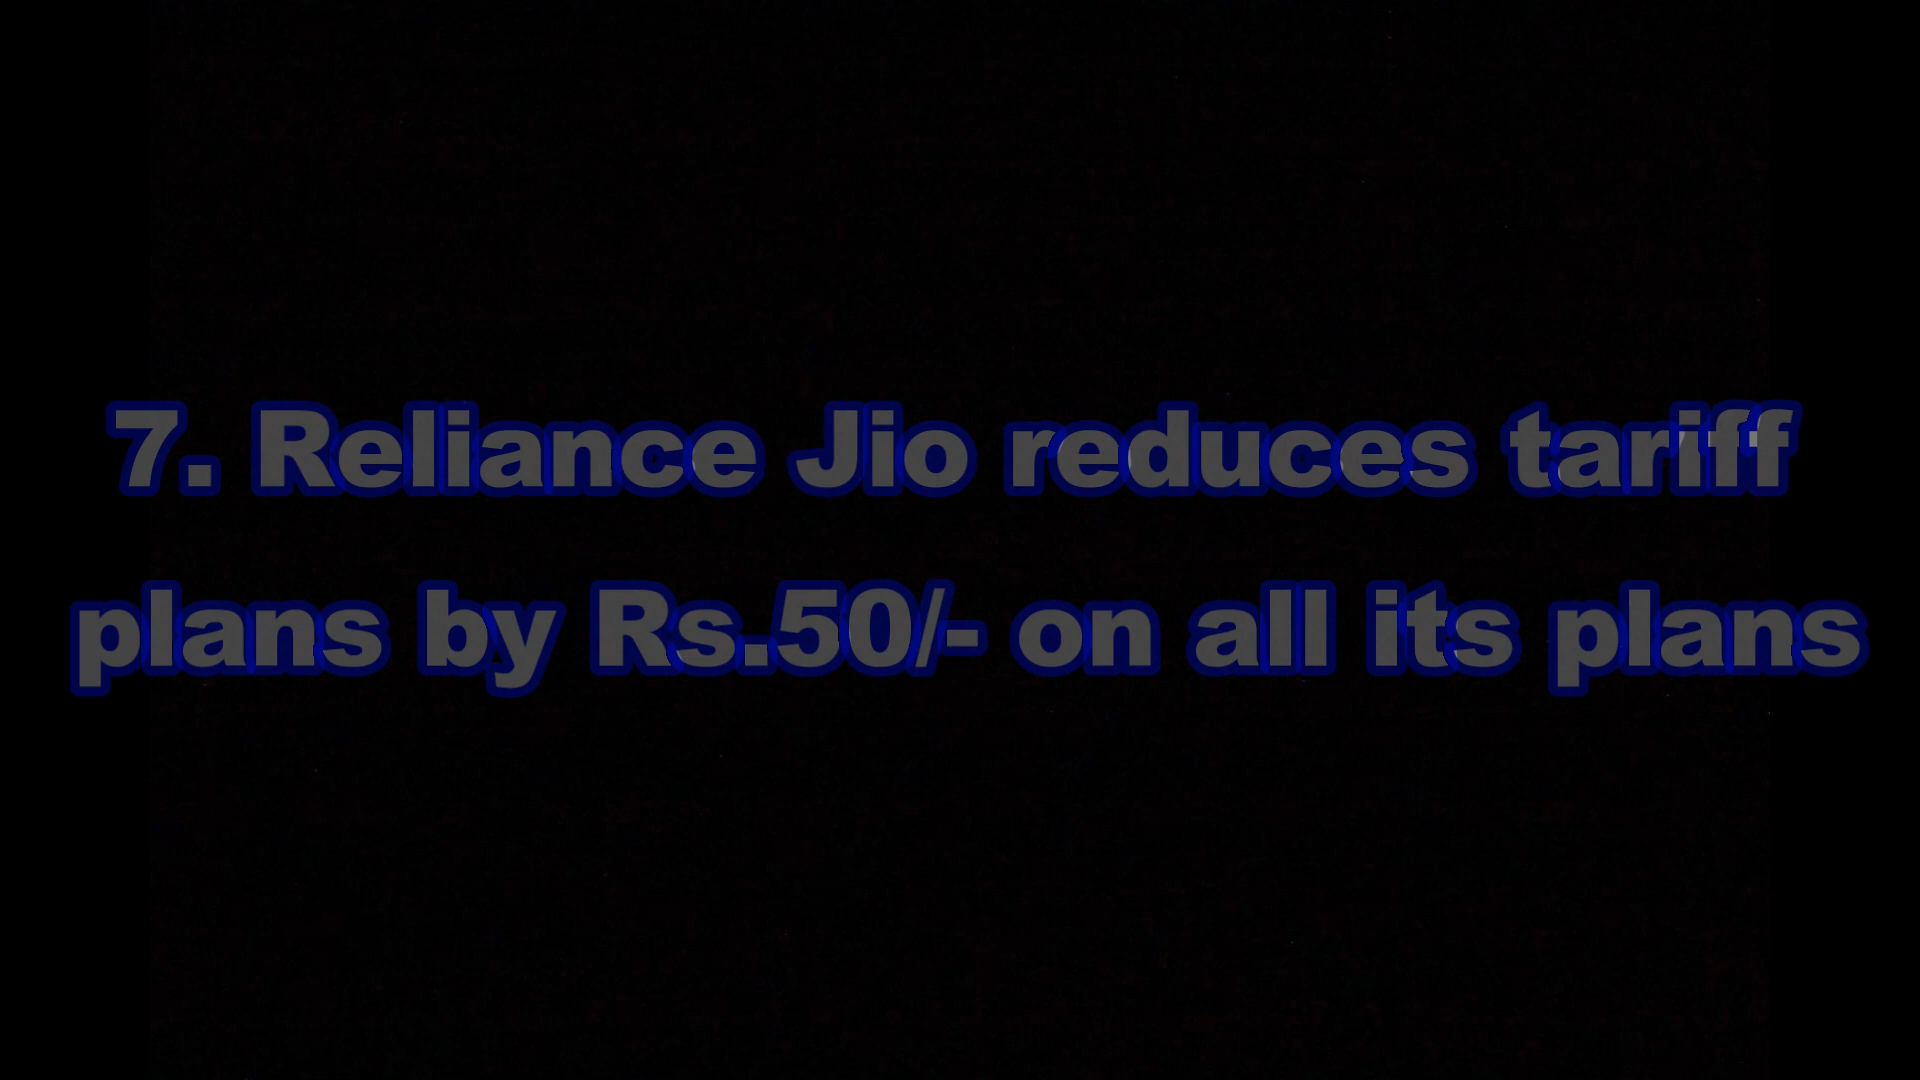 7. Reliance Jio reduces tariff
plans by Rs.50/- on all its plans